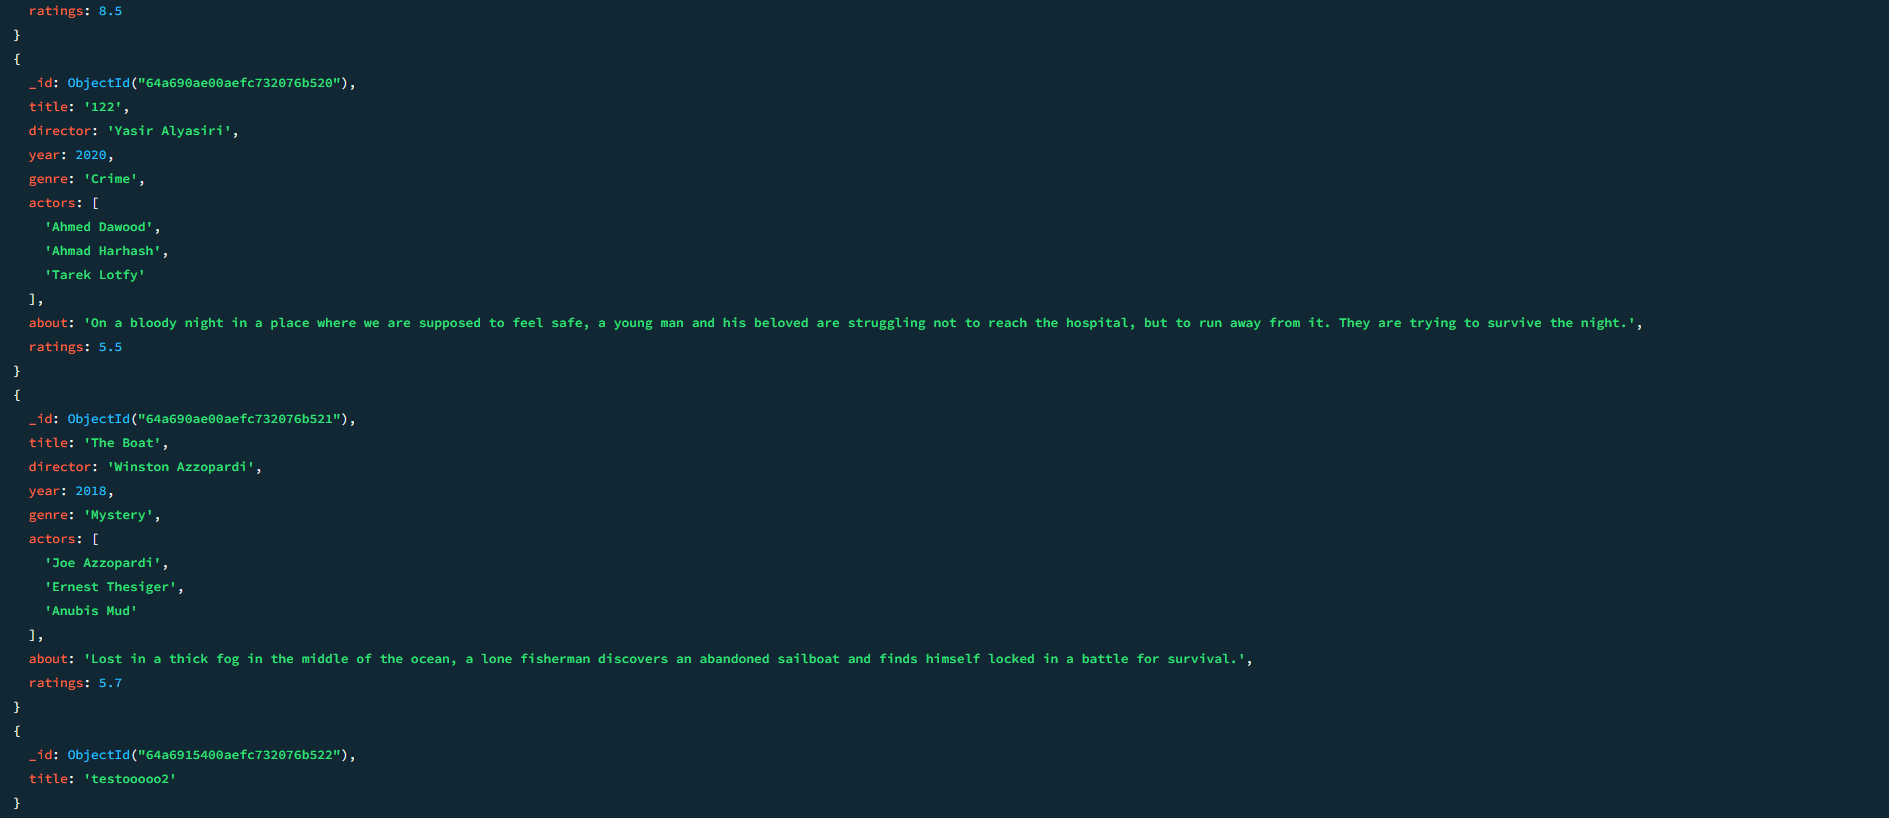 ratings: 8.5
}
{
_id: ObjectId("64a690ae00aefc732076b520"),
title: '122',
director: 'Yasir Alyasiri',
year: 2020,
genre: 'Crime',
actors: [
'Ahmed Dawood',
'Ahmad Harhash',
'Tarek Lotfy'
],
about: 'On a bloody night in a place where we are supposed to feel safe, a young man and his beloved are struggling not to reach the hospital, but to run away from it. They are trying to survive the night.',
ratings: 5.5
}
{
_id: ObjectId("64a690ae00aefc732076b521"),
title: 'The Boat',
director: 'Winston Azzopardi',
year: 2018,
genre: 'Mystery',
actors: [
'Joe Azzopardi',
'Ernest Thesiger',
'Anubis Mud'
],
about: 'Lost in a thick fog in the middle of the ocean, a lone fisherman discovers an abandoned sailboat and finds himself locked in a battle for survival.',
ratings: 5.7
}
{
_id: ObjectId("64a6915400aefc732076b522"),
title: 'testooooo2'
}